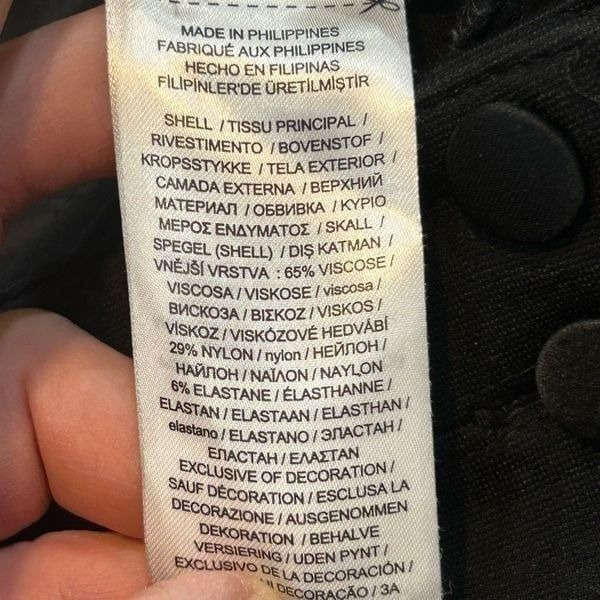 MADE IN PHILIPPINES
FABRIQUÉ AUX PHILIPPINES
HECHO EN FILIPINAS
FİLİPİNLER'DE ÜRETİLMİŞTİR
SHELL / TISSU PRINCIPAL /
RIVESTIMENTO / BOVENSTOF /
KROPSSTYKKE / TELA EXTERIOR /
CAMADA EXTERNA / ВЕРХНИЙ
МАТЕРИАЛ / ОБВИВКА / ΚΥΡΙΟ
ΜΕΡΟΣ ΕΝΔΥΜΑΤΟΣ / SKALL /
SPEGEL (SHELL) / DIŞ KATMAN /
VNĚJŠÍ VRSTVA : 65% VISCOSE /
VISCOSA / VISKOSE / viscosa /
ВИСКОЗА / ΒΙΣΚΟΖ / VISKOS /
VİSKOZ / VISKÓZOVÉ HEDVÁBÍ
29% NYLON / nylon / НЕЙЛОН /
НАЙЛОН / ΝΑΪΛΟΝ / NAYLON
6% ELASTANE / ÉLASTHANNE /
ELASTAN / ELASTAAN / ELASTHAN /
elastano / ELASTANO / ЭЛАСТАН /
ЕЛАСТАН / ΕΛΑΣΤΑΝ
EXCLUSIVE OF DECORATION /
SAUF DÉCORATION / ESCLUSA LA
DECORAZIONE / AUSGENOMMEN
DEKORATION / BEHALVE
VERSIERING / UDEN PYNT /
EXCLUSIVO DE LA DECORACIÓN /
DECORAÇÃO / ЗА